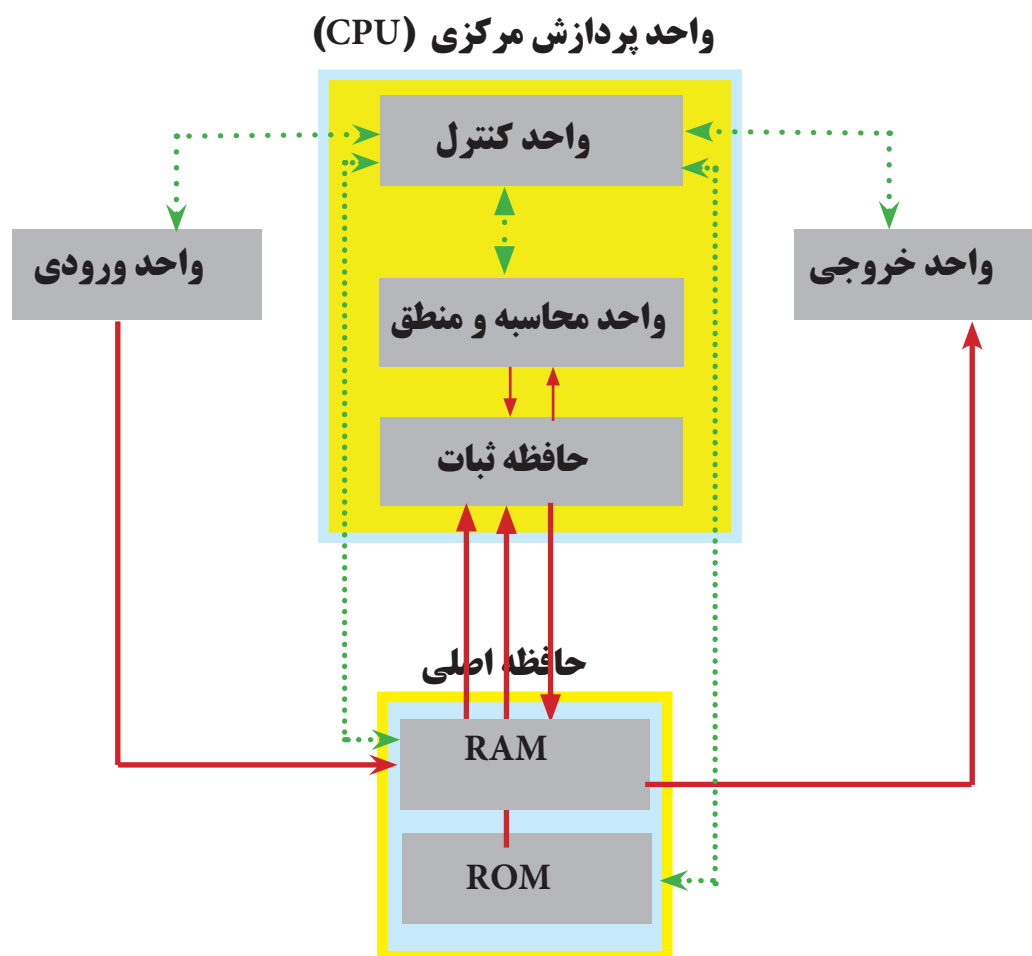 واحد پردازش مرکزی (CPU)
واحد کنترل
واحد خروجی
واحد ورودی
واحد محاسبه و منطق
حافظه ثبات
حافظه اصلی
RAM
ROM